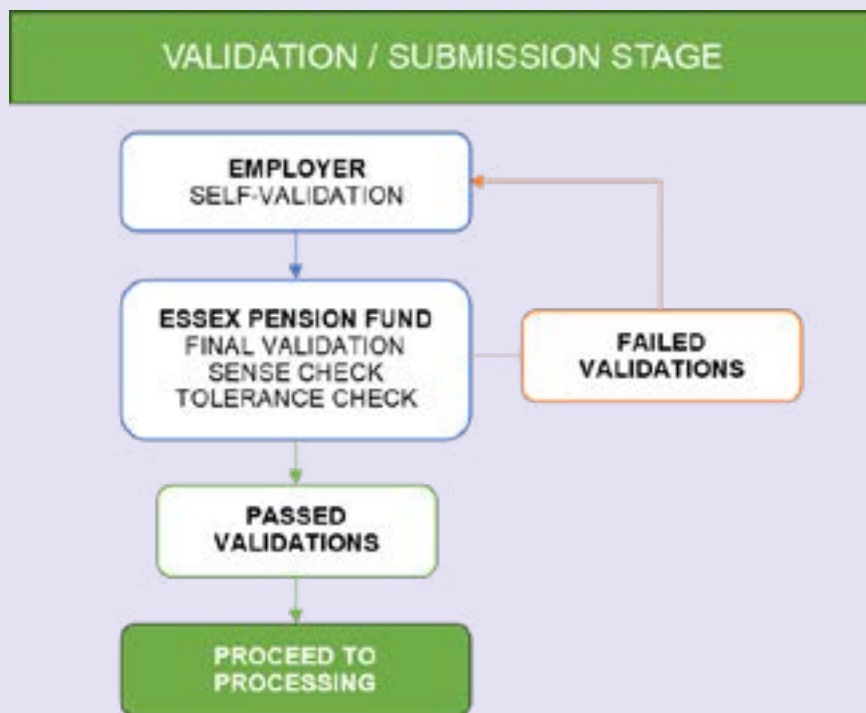 VALIDATION / SUBMISSION STAGE
EMPLOYER
SELF-VALIDATION
ESSEX PENSION FUND
FINAL VALIDATION
SENSE CHECK
TOLERANCE CHECK
FAILED
VALIDATIONS
PASSED
VALIDATIONS
PROCEED TO
PROCESSING